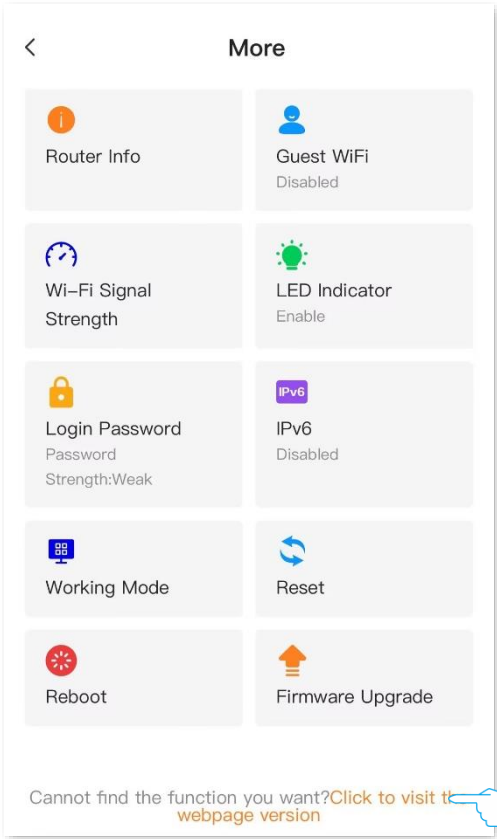 More
Router Info
Guest WiFi
Disabled
Wi-Fi Signal
Strength
LED Indicator
Enable
Login Password
Password
Strength:Weak
IPv6
IPv6
Disabled
Working Mode
Reset
Reboot
Firmware Upgrade
Cannot find the function you want?Click to visit
webpage version